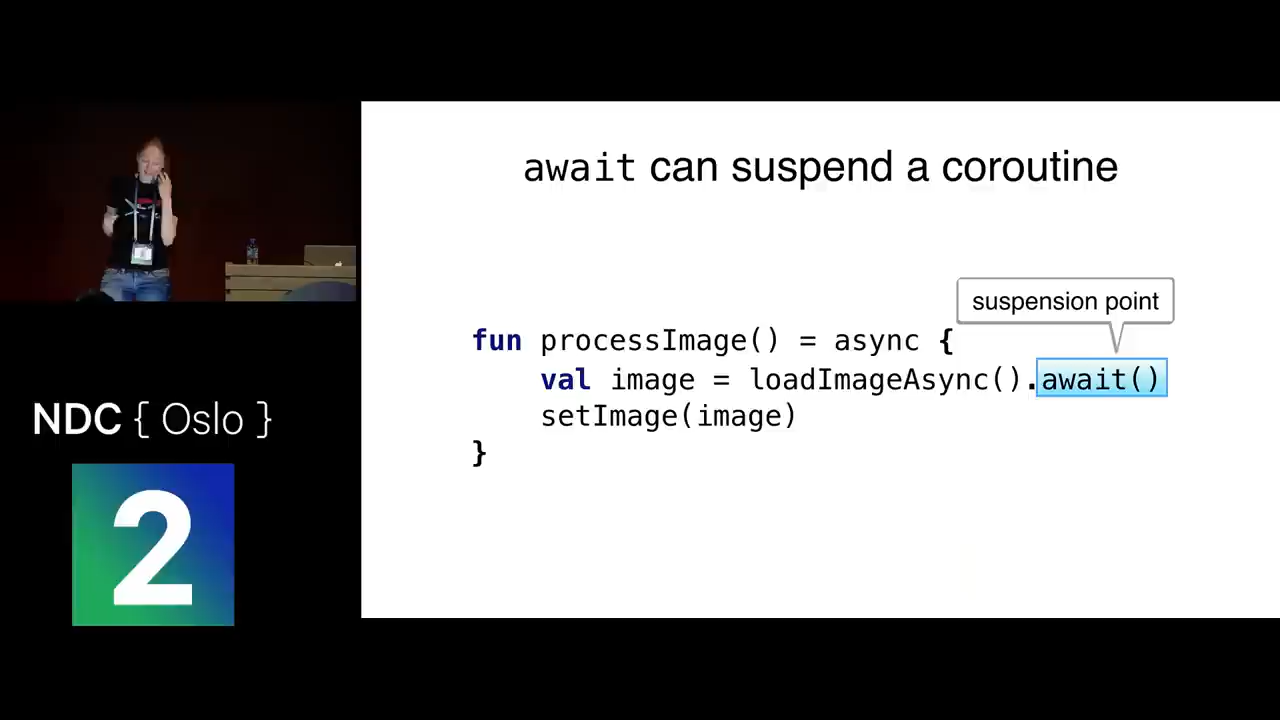 await can suspend a coroutine
suspension point
fun processImage() = async {
    val image = loadImageAsync().await()
    setImage(image)
}
NDC { Oslo }
2